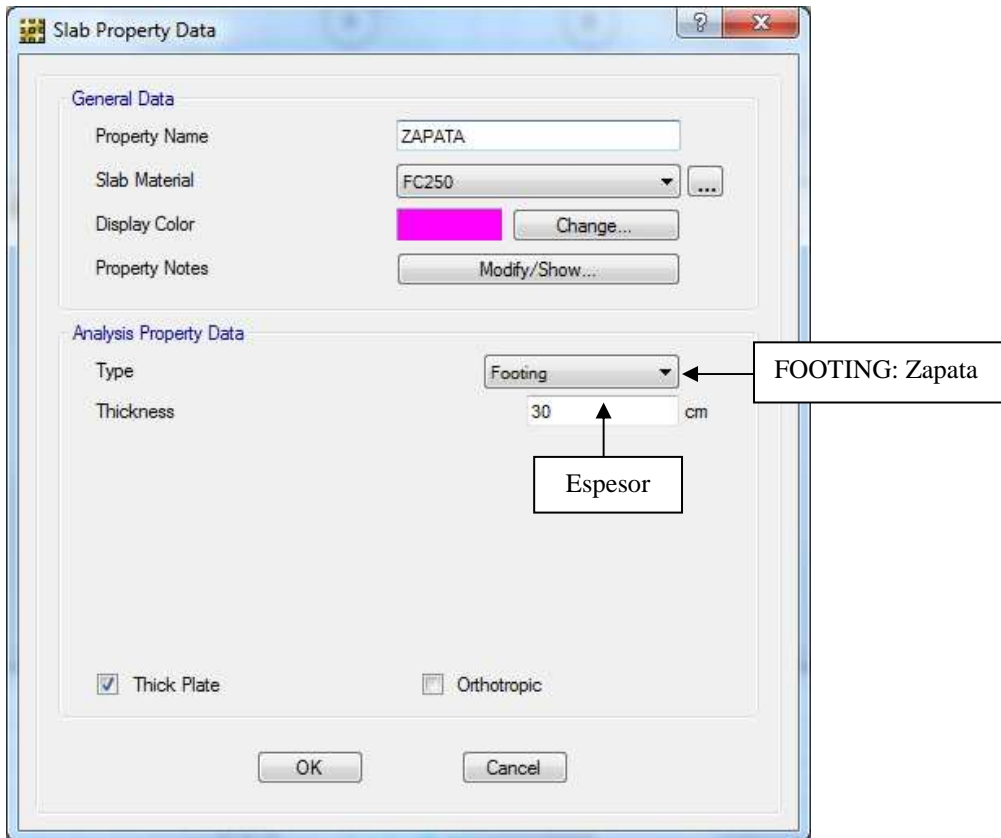 Slab Property Data
General Data
Property Name ZAPATA
Slab Material FC250 ...
Display Color Change...
Property Notes Modify/Show...
Analysis Property Data
Type Footing
FOOTING: Zapata
Thickness 30 cm
Espesor
Thick Plate Orthotropic
OK Cancel